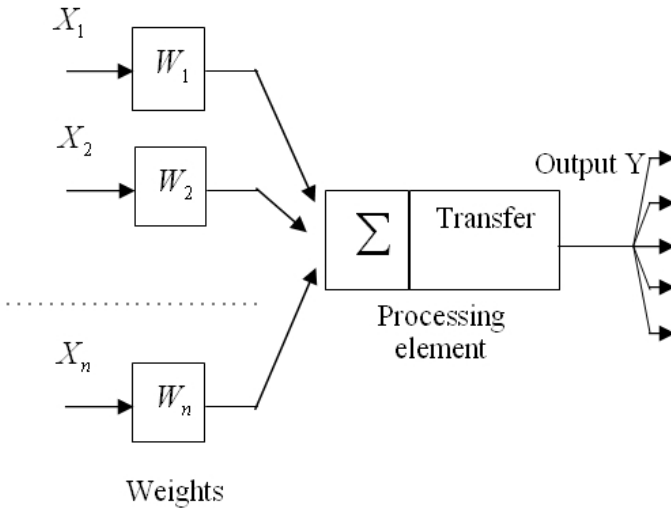 X₁
W₁
X₂
W₂
Output Y
Σ Transfer
Processing
element
Xₙ
Wₙ
Weights